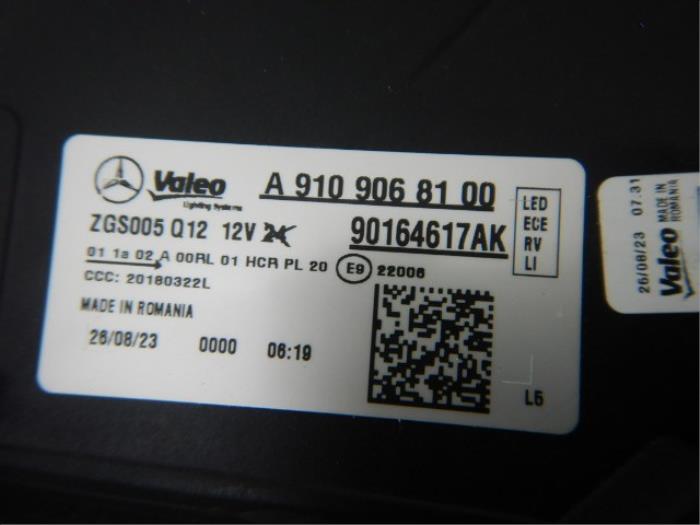 Valeo A 910 906 81 00
Lighting Systems
ZGS005 Q12 12V 90164617AK
LED
ECE
RV
LI
01 1a 02 A 00RL 01 HCR PL 20 E9 22006
CCC: 20180322L
MADE IN ROMANIA
26/08/23 0000 06:19
L5
26/08/23 07.31
Valeo MADE IN
ROMANIA